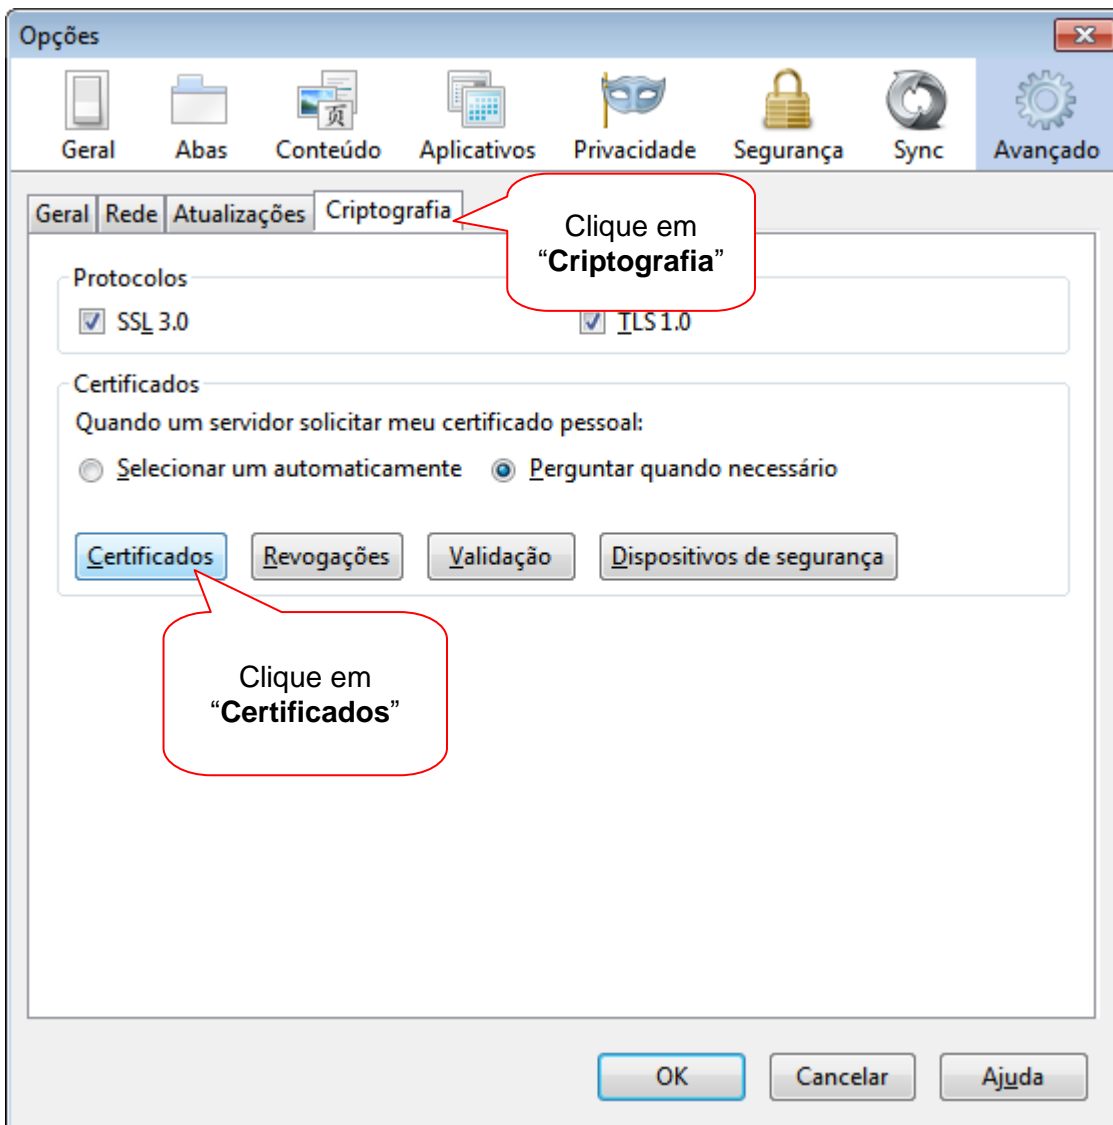 Opções
Geral Abas Conteúdo Aplicativos Privacidade Segurança Sync Avançado
页
Geral Rede Atualizações Criptografia
Clique em
“Criptografia”
Protocolos
SSL 3.0 TLS 1.0
Certificados
Quando um servidor solicitar meu certificado pessoal:
Selecionar um automaticamente Perguntar quando necessário
Certificados Revogações Validação Dispositivos de segurança
Clique em
“Certificados”
OK Cancelar Ajuda